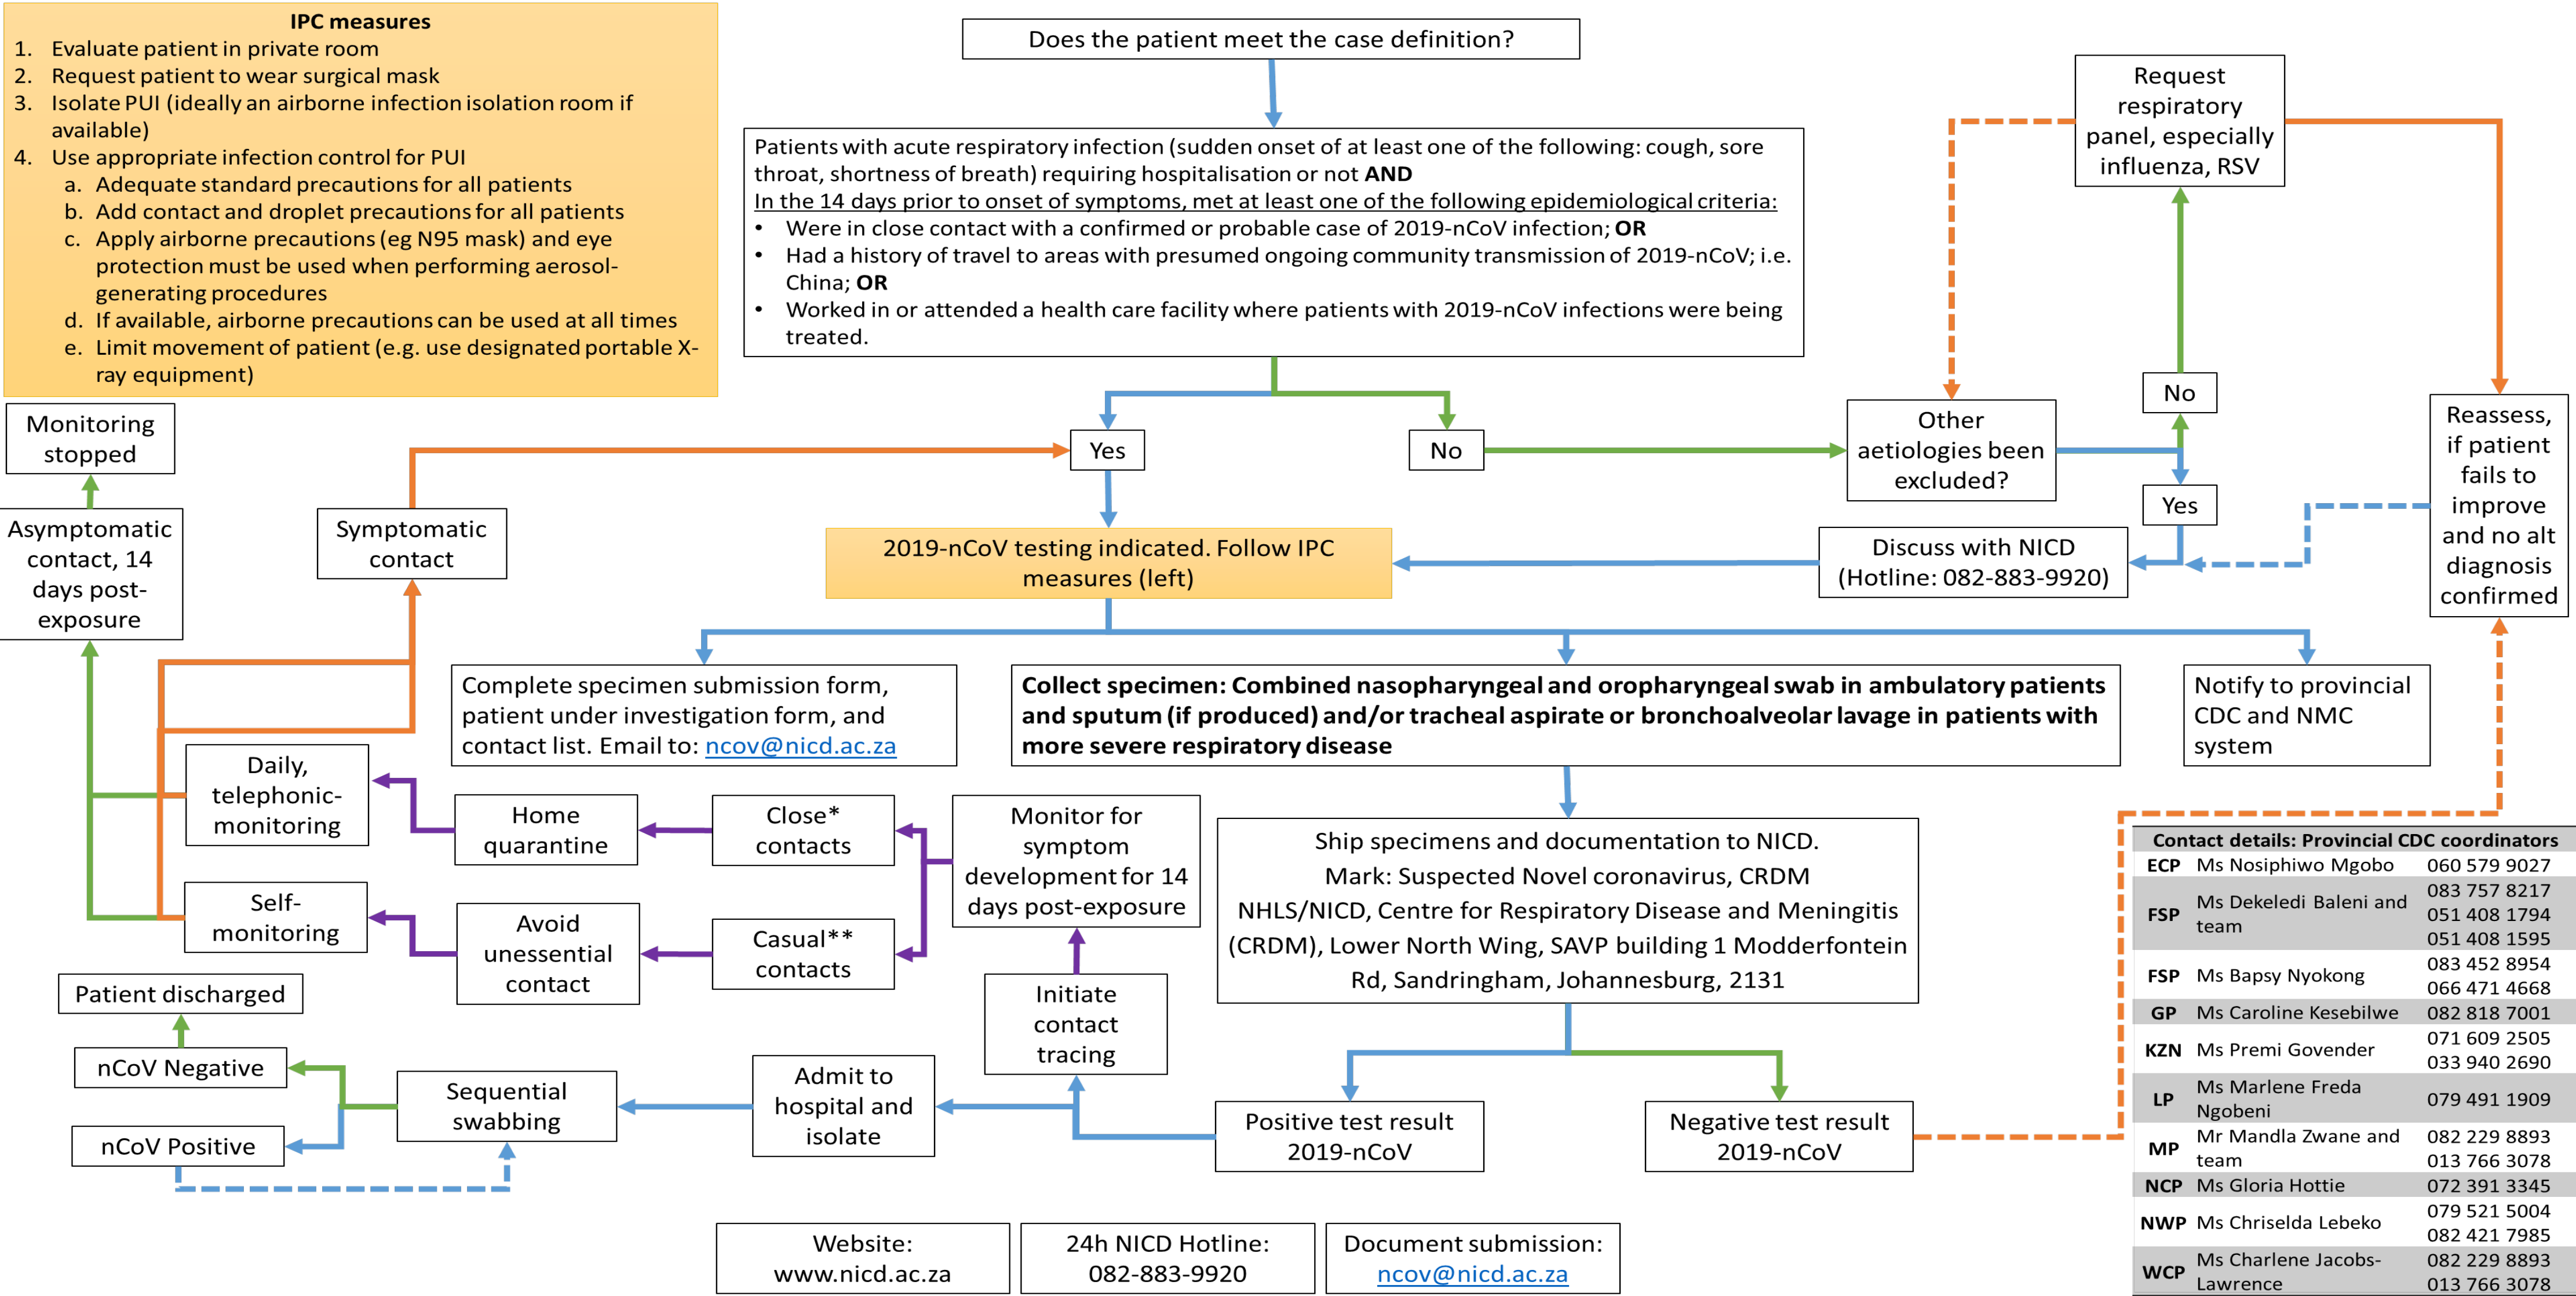 IPC measures
1. Evaluate patient in private room
2. Request patient to wear surgical mask
3. Isolate PUI (ideally an airborne infection isolation room if
available)
4. Use appropriate infection control for PUI
a. Adequate standard precautions for all patients
b. Add contact and droplet precautions for all patients
c. Apply airborne precautions (eg N95 mask) and eye
protection must be used when performing aerosol-
generating procedures
d. If available, airborne precautions can be used at all times
e. Limit movement of patient (e.g. use designated portable X-
ray equipment)
Does the patient meet the case definition?
Patients with acute respiratory infection (sudden onset of at least one of the following: cough, sore
throat, shortness of breath) requiring hospitalisation or not AND
In the 14 days prior to onset of symptoms, met at least one of the following epidemiological criteria:
• Were in close contact with a confirmed or probable case of 2019-nCoV infection; OR
• Had a history of travel to areas with presumed ongoing community transmission of 2019-nCoV; i.e.
China; OR
• Worked in or attended a health care facility where patients with 2019-nCoV infections were being
treated.
Request
respiratory
panel, especially
influenza, RSV
No
Yes
No
Other
aetiologies been
excluded?
Yes
Reassess,
if patient
fails to
improve
and no alt
diagnosis
confirmed
Monitoring
stopped
Asymptomatic
contact, 14
days post-
exposure
Symptomatic
contact
2019-nCoV testing indicated. Follow IPC
measures (left)
Discuss with NICD
(Hotline: 082-883-9920)
Complete specimen submission form,
patient under investigation form, and
contact list. Email to: ncov@nicd.ac.za
Collect specimen: Combined nasopharyngeal and oropharyngeal swab in ambulatory patients
and sputum (if produced) and/or tracheal aspirate or bronchoalveolar lavage in patients with
more severe respiratory disease
Notify to provincial
CDC and NMC
system
Daily,
telephonic-
monitoring
Home
quarantine
Close*
contacts
Monitor for
symptom
development for 14
days post-exposure
Self-
monitoring
Avoid
unessential
contact
Casual**
contacts
Ship specimens and documentation to NICD.
Mark: Suspected Novel coronavirus, CRDM
NHLS/NICD, Centre for Respiratory Disease and Meningitis
(CRDM), Lower North Wing, SAVP building 1 Modderfontein
Rd, Sandringham, Johannesburg, 2131
Patient discharged
nCoV Negative
nCoV Positive
Sequential
swabbing
Admit to
hospital and
isolate
Initiate
contact
tracing
Positive test result
2019-nCoV
Negative test result
2019-nCoV
Contact details: Provincial CDC coordinators
ECP Ms Nosiphiwo Mgobo 060 579 9027
FSP Ms Dekeledi Baleni and
team
083 757 8217
051 408 1794
051 408 1595
FSP Ms Bapsy Nyokong 083 452 8954
066 471 4668
GP Ms Caroline Kesebilwe 082 818 7001
KZN Ms Premi Govender 071 609 2505
033 940 2690
LP Ms Marlene Freda
Ngobeni
079 491 1909
MP Mr Mandla Zwane and
team
082 229 8893
013 766 3078
NCP Ms Gloria Hottie 072 391 3345
NWP Ms Chriselda Lebeko 079 521 5004
082 421 7985
WCP Ms Charlene Jacobs-
Lawrence
082 229 8893
013 766 3078
Website:
www.nicd.ac.za
24h NICD Hotline:
082-883-9920
Document submission:
ncov@nicd.ac.za